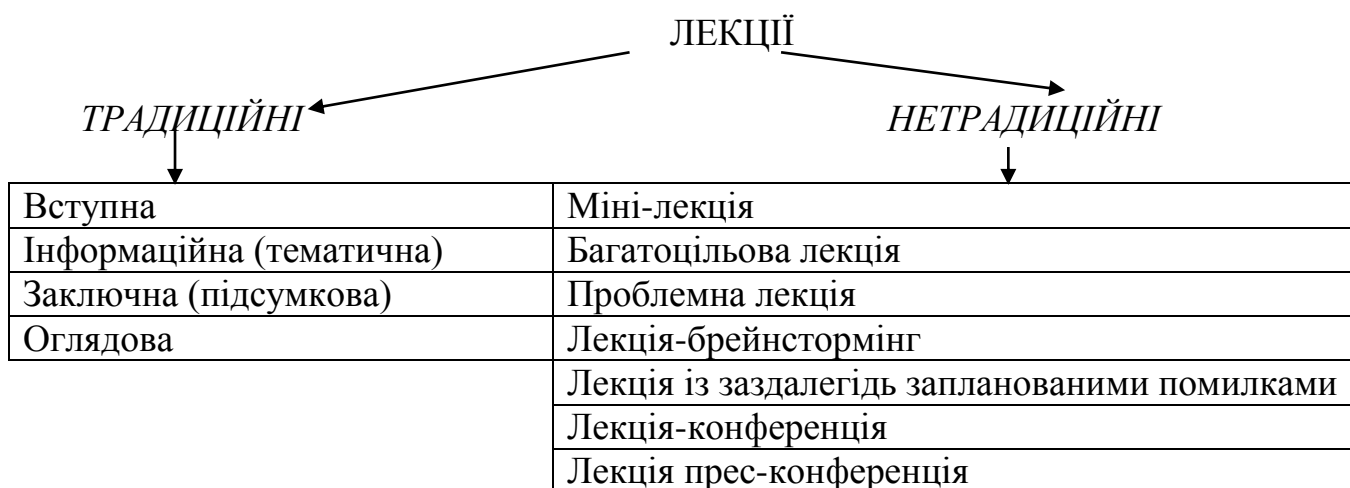 ЛЕКЦІЇ
ТРАДИЦІЙНІ НЕТРАДИЦІЙНІ
Вступна Міні-лекція
Інформаційна (тематична) Багатоцільова лекція
Заключна (підсумкова) Проблемна лекція
Оглядова Лекція-брейнстормінг
Лекція із заздалегідь запланованими помилками
Лекція-конференція
Лекція прес-конференція